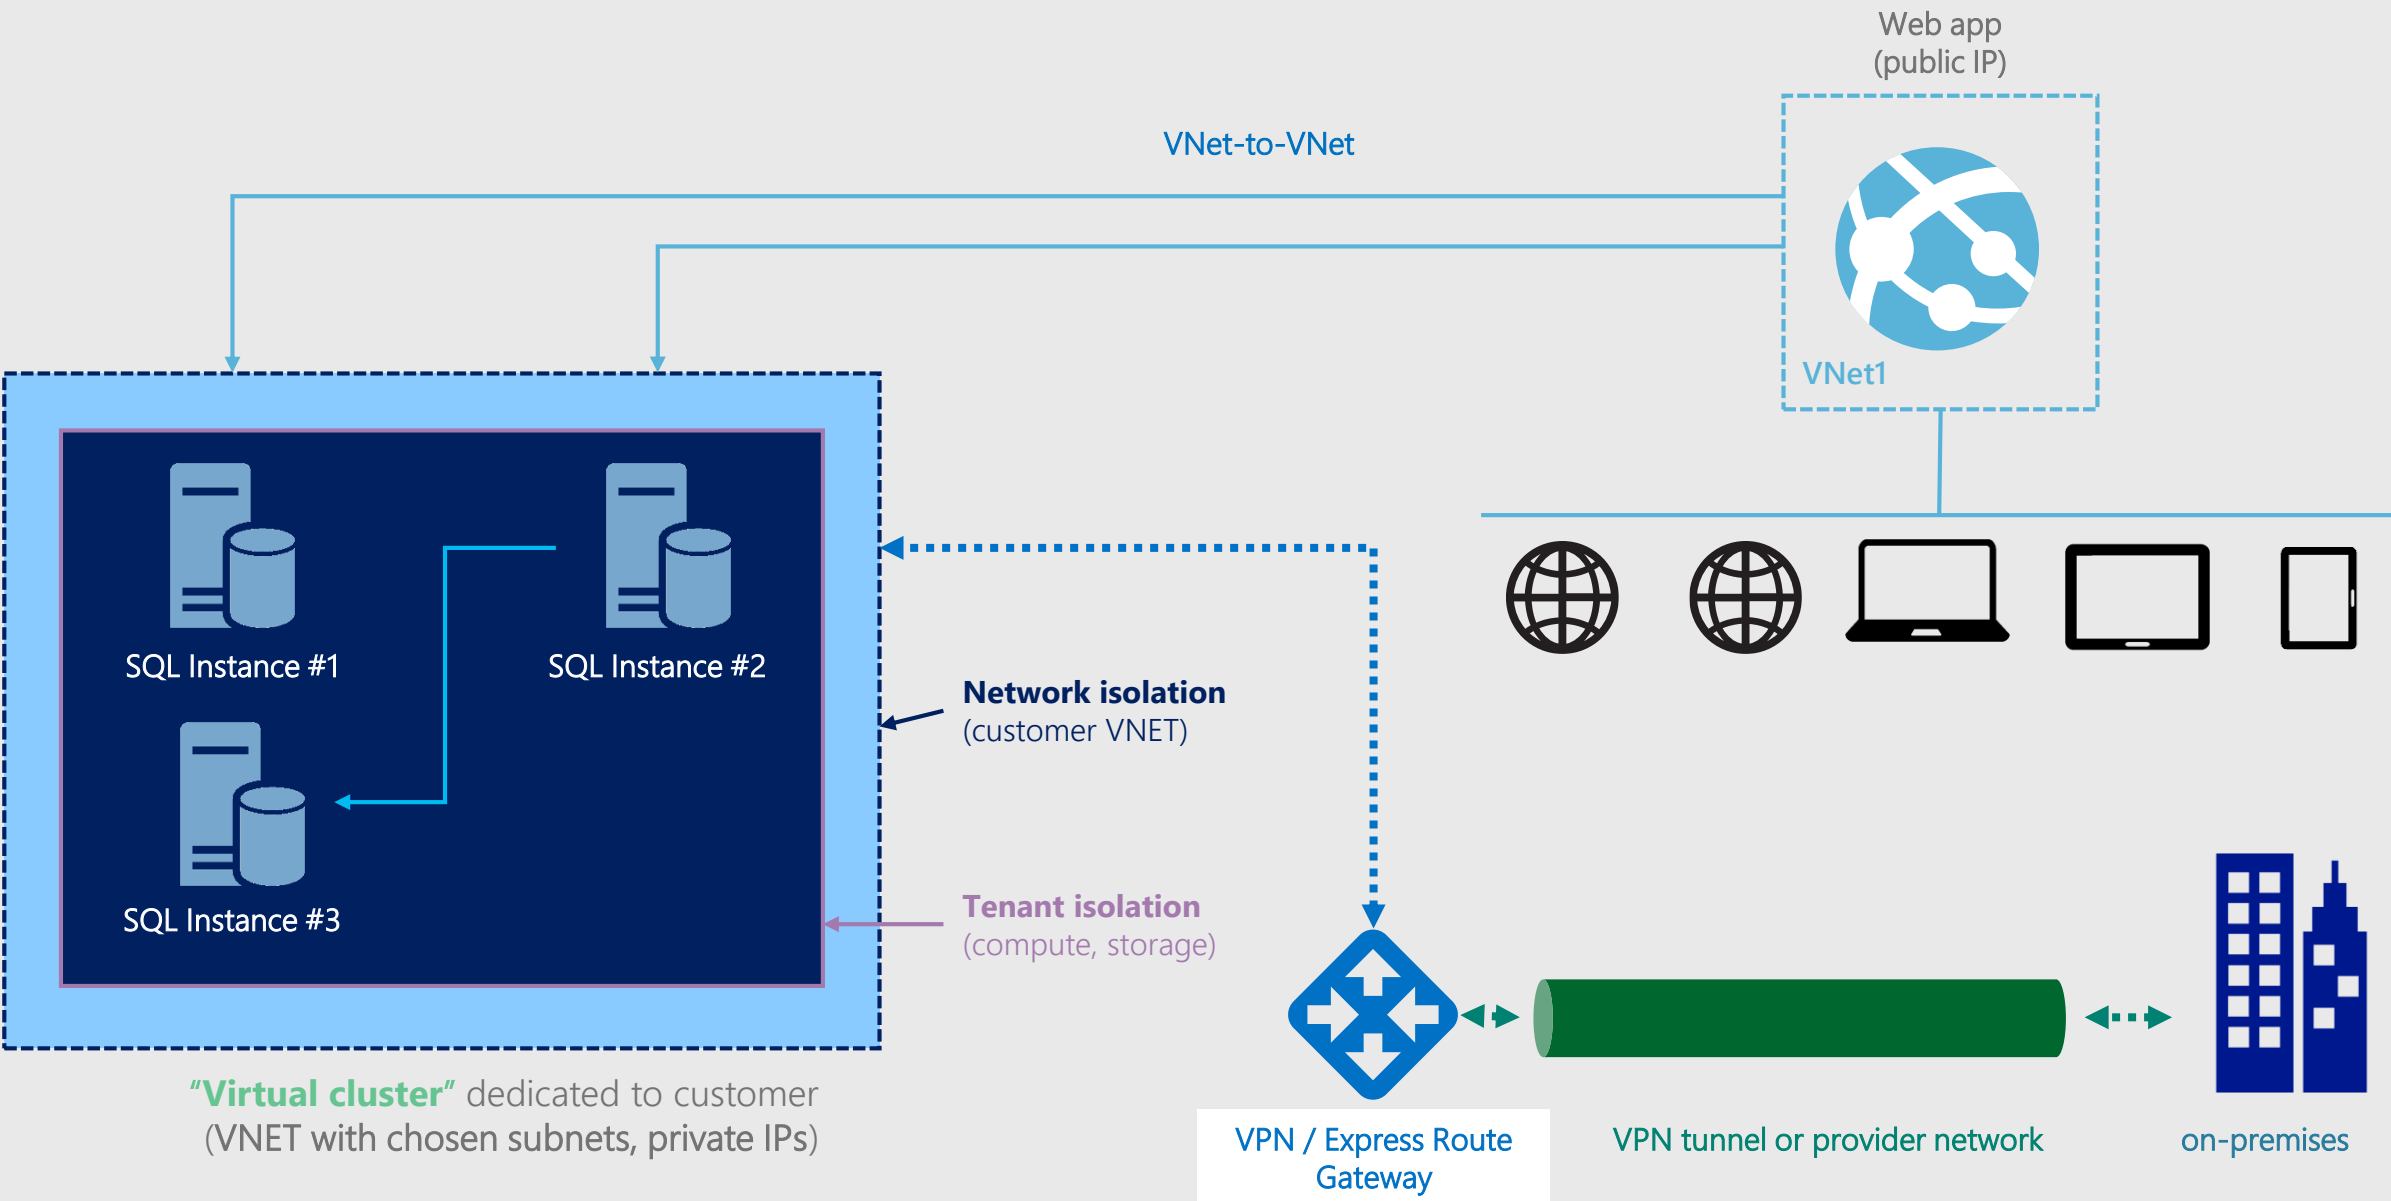 Web app
(public IP)
VNet-to-VNet
VNet1
SQL Instance #1
SQL Instance #2
Network isolation
(customer VNET)
SQL Instance #3
Tenant isolation
(compute, storage)
“Virtual cluster” dedicated to customer
(VNET with chosen subnets, private IPs)
VPN / Express Route
Gateway
VPN tunnel or provider network
on-premises